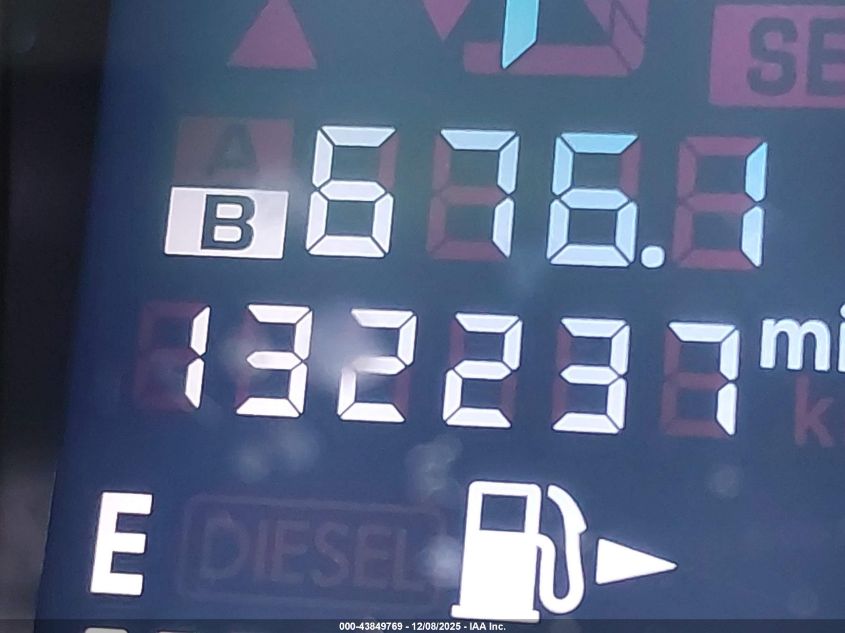 SE
A
B 676.1
132237 mi
k
E DIESEL
000-43849769 - 12/08/2025 - IAA Inc.